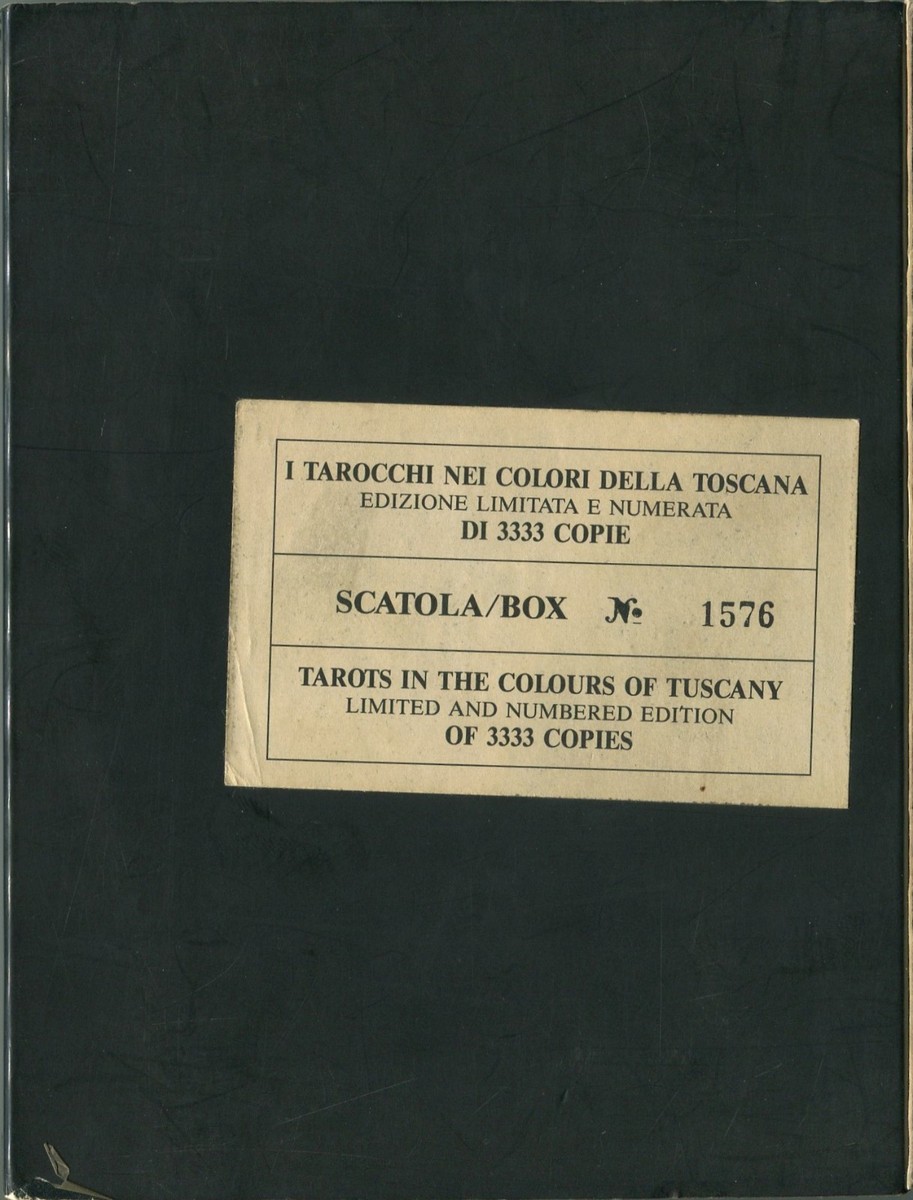 I TAROCCHI NEI COLORI DELLA TOSCANA
EDIZIONE LIMITATA E NUMERATA
DI 3333 COPIE
SCATOLA/BOX № 1576
TAROTS IN THE COLOURS OF TUSCANY
LIMITED AND NUMBERED EDITION
OF 3333 COPIES